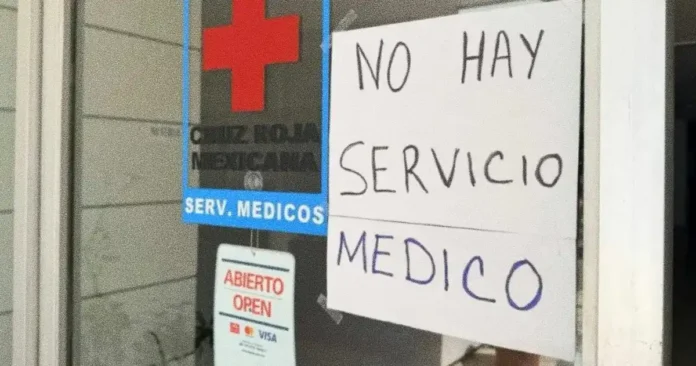 CRUZ ROJA
MEXICANA
SERV. MEDICOS
ABIERTO
OPEN
VISA
NO HAY
SERVICIO
MEDICO